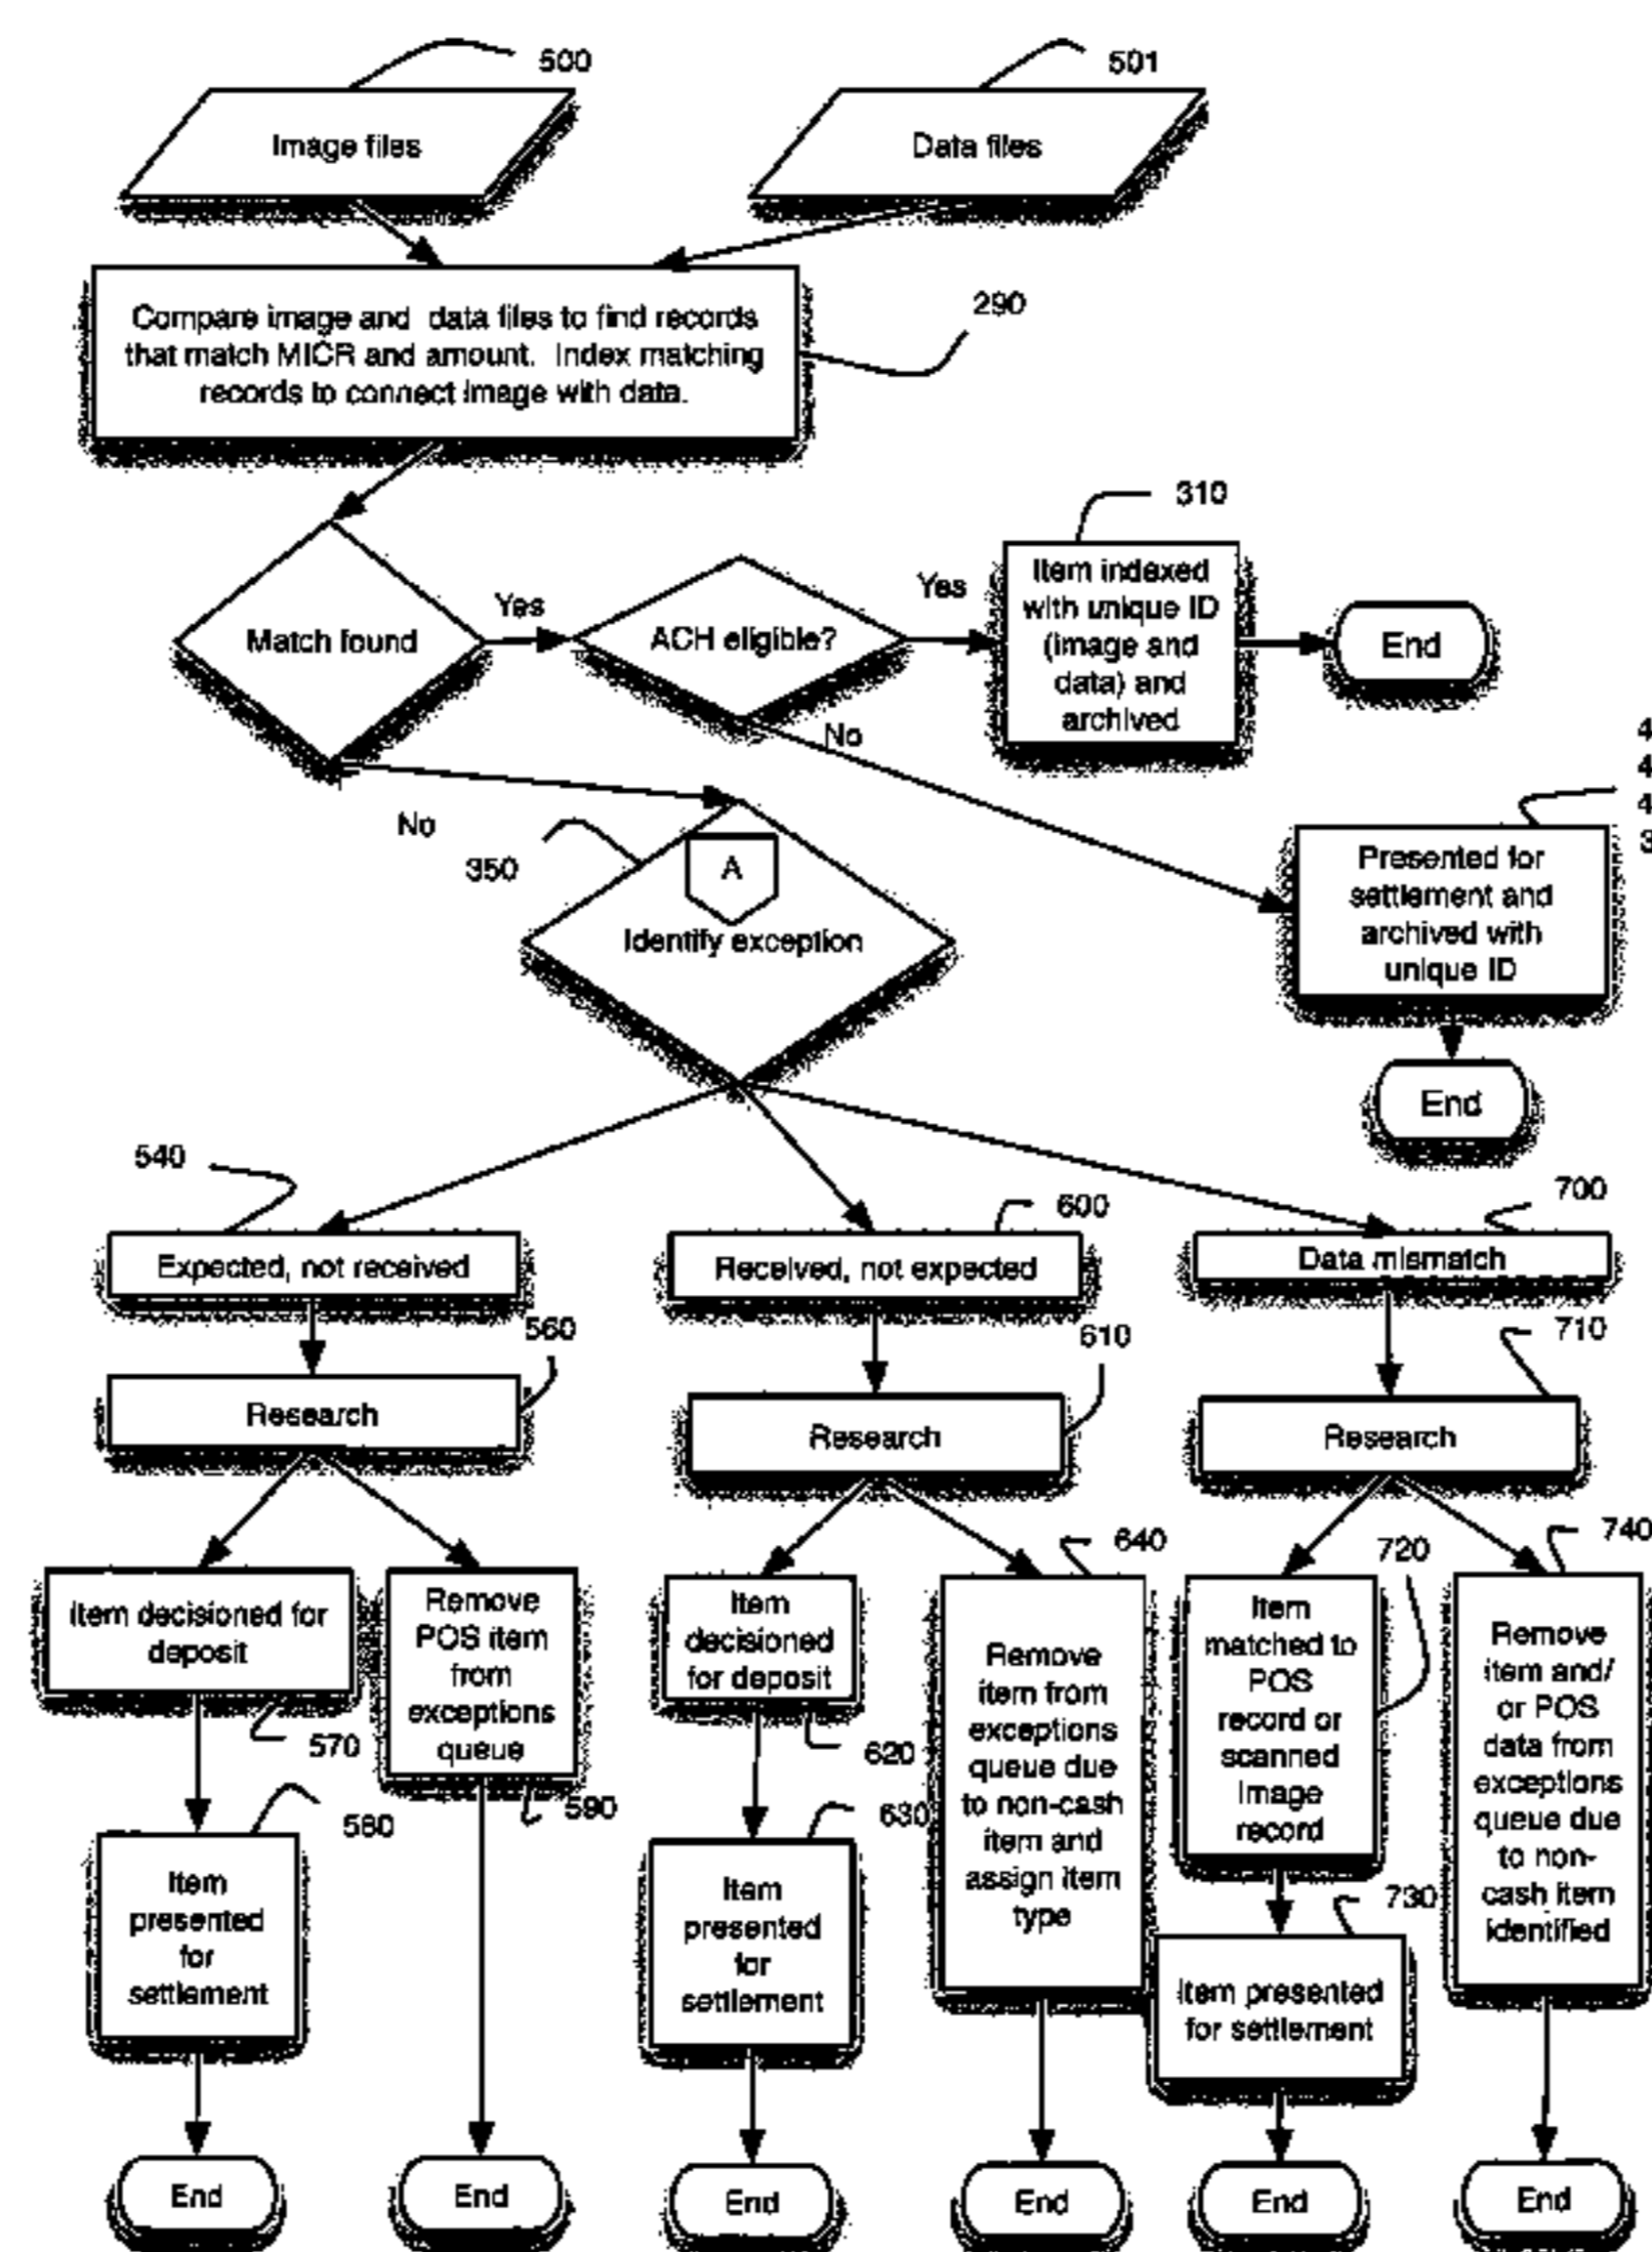 500
501
Image files
Data files
Compare image and data files to find records
that match MICR and amount. Index matching
records to connect image with data.
290
310
Item indexed
with unique ID
(image and
data) and
archived
Match found
Yes
ACH eligible?
Yes
End
No
No
350
A
Identify exception
4
4
4
3
Presented for
settlement and
archived with
unique ID
End
540
600
700
Expected, not received
Received, not expected
Data mismatch
560
610
710
Research
Research
Research
Item decisioned for
deposit
570
Remove
POS item
from
exceptions
queue
590
Item
decisioned
for deposit
620
640
Remove
item from
exceptions
queue due
to non-cash
item and
assign item
type
720
Item
matched to
POS
record or
scanned
image
record
740
Remove
item and/
or POS
data from
exceptions
queue due
to non-
cash item
identified
580
Item
presented
for
settlement
630
Item
presented
for
settlement
730
Item presented
for settlement
End
End
End
End
End
End